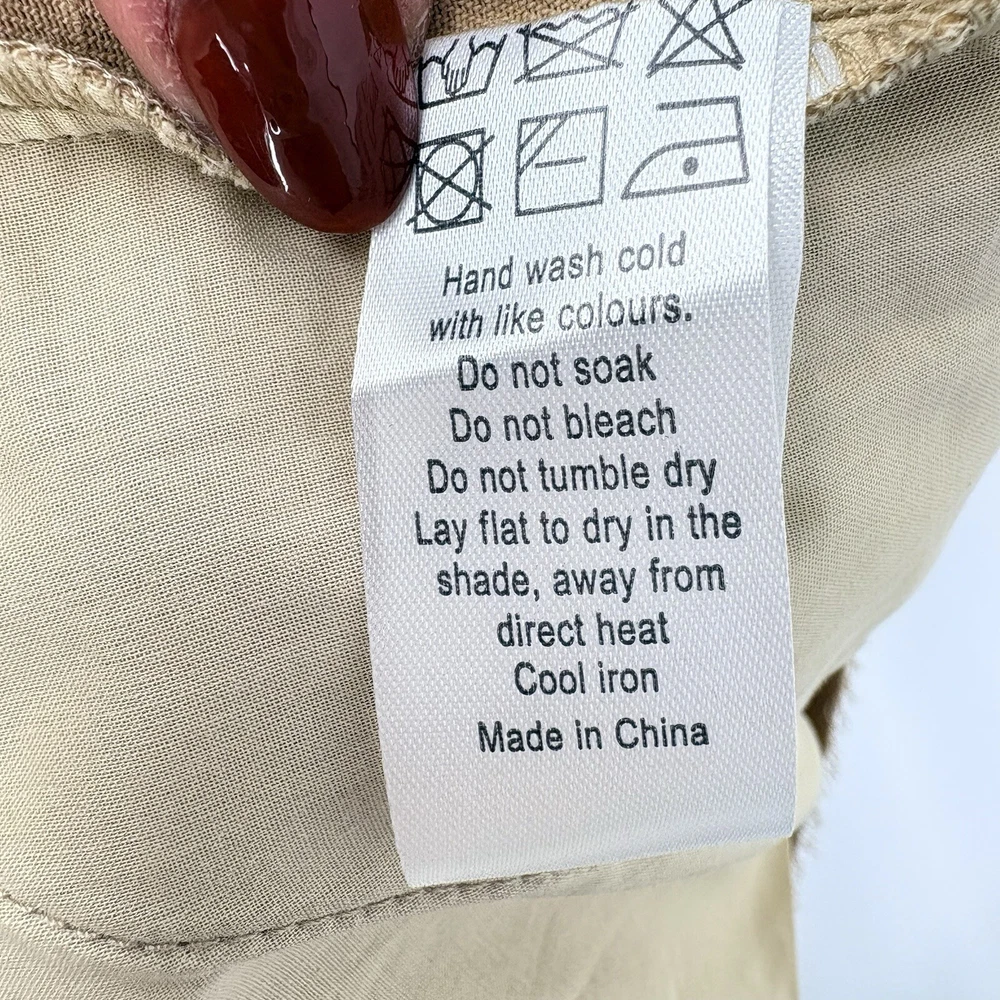 Hand wash cold
with like colours.
Do not soak
Do not bleach
Do not tumble dry
Lay flat to dry in the
shade, away from
direct heat
Cool iron
Made in China